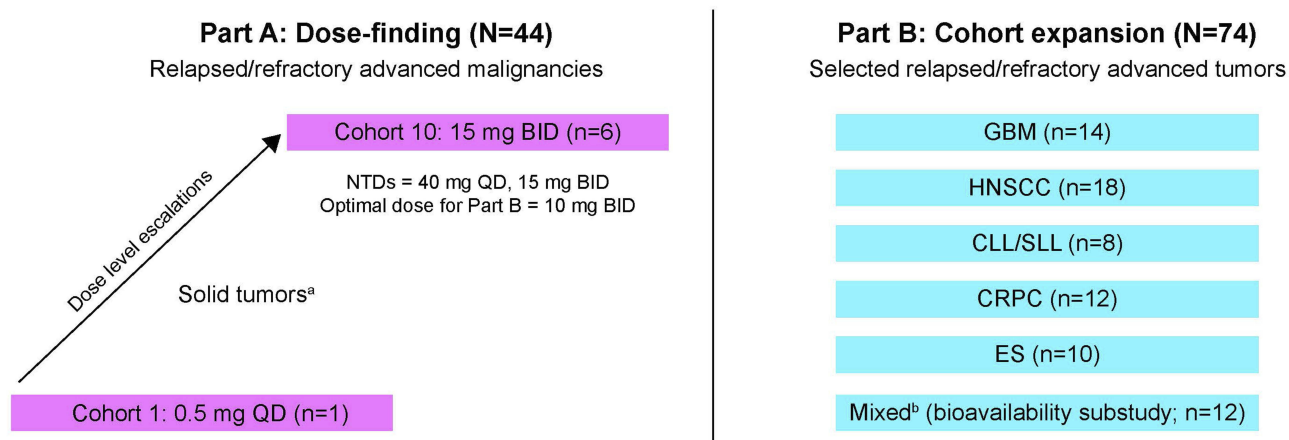 Part A: Dose-finding (N=44)
Relapsed/refractory advanced malignancies
Cohort 10: 15 mg BID (n=6)
NTDs = 40 mg QD, 15 mg BID
Optimal dose for Part B = 10 mg BID
Dose level escalations
Solid tumorsᵃ
Cohort 1: 0.5 mg QD (n=1)
Part B: Cohort expansion (N=74)
Selected relapsed/refractory advanced tumors
GBM (n=14)
HNSCC (n=18)
CLL/SLL (n=8)
CRPC (n=12)
ES (n=10)
Mixedᵇ (bioavailability substudy; n=12)